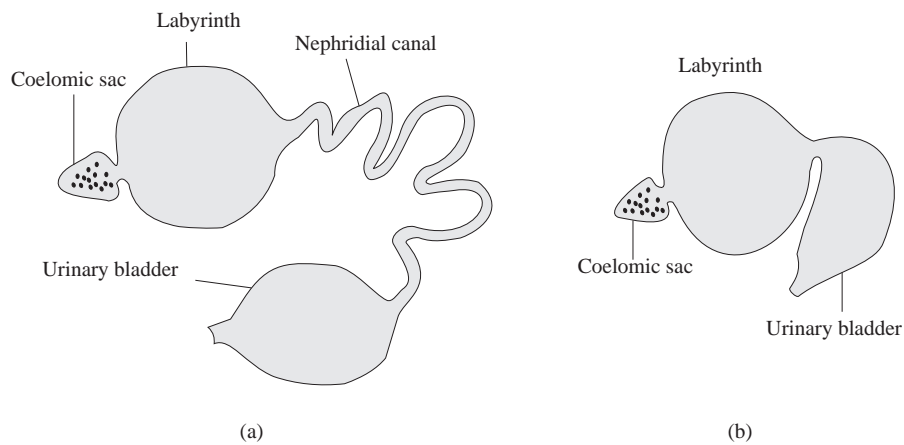 Labyrinth
Nephridial canal
Coelomic sac
Urinary bladder
(a)
Labyrinth
Coelomic sac
Urinary bladder
(b)